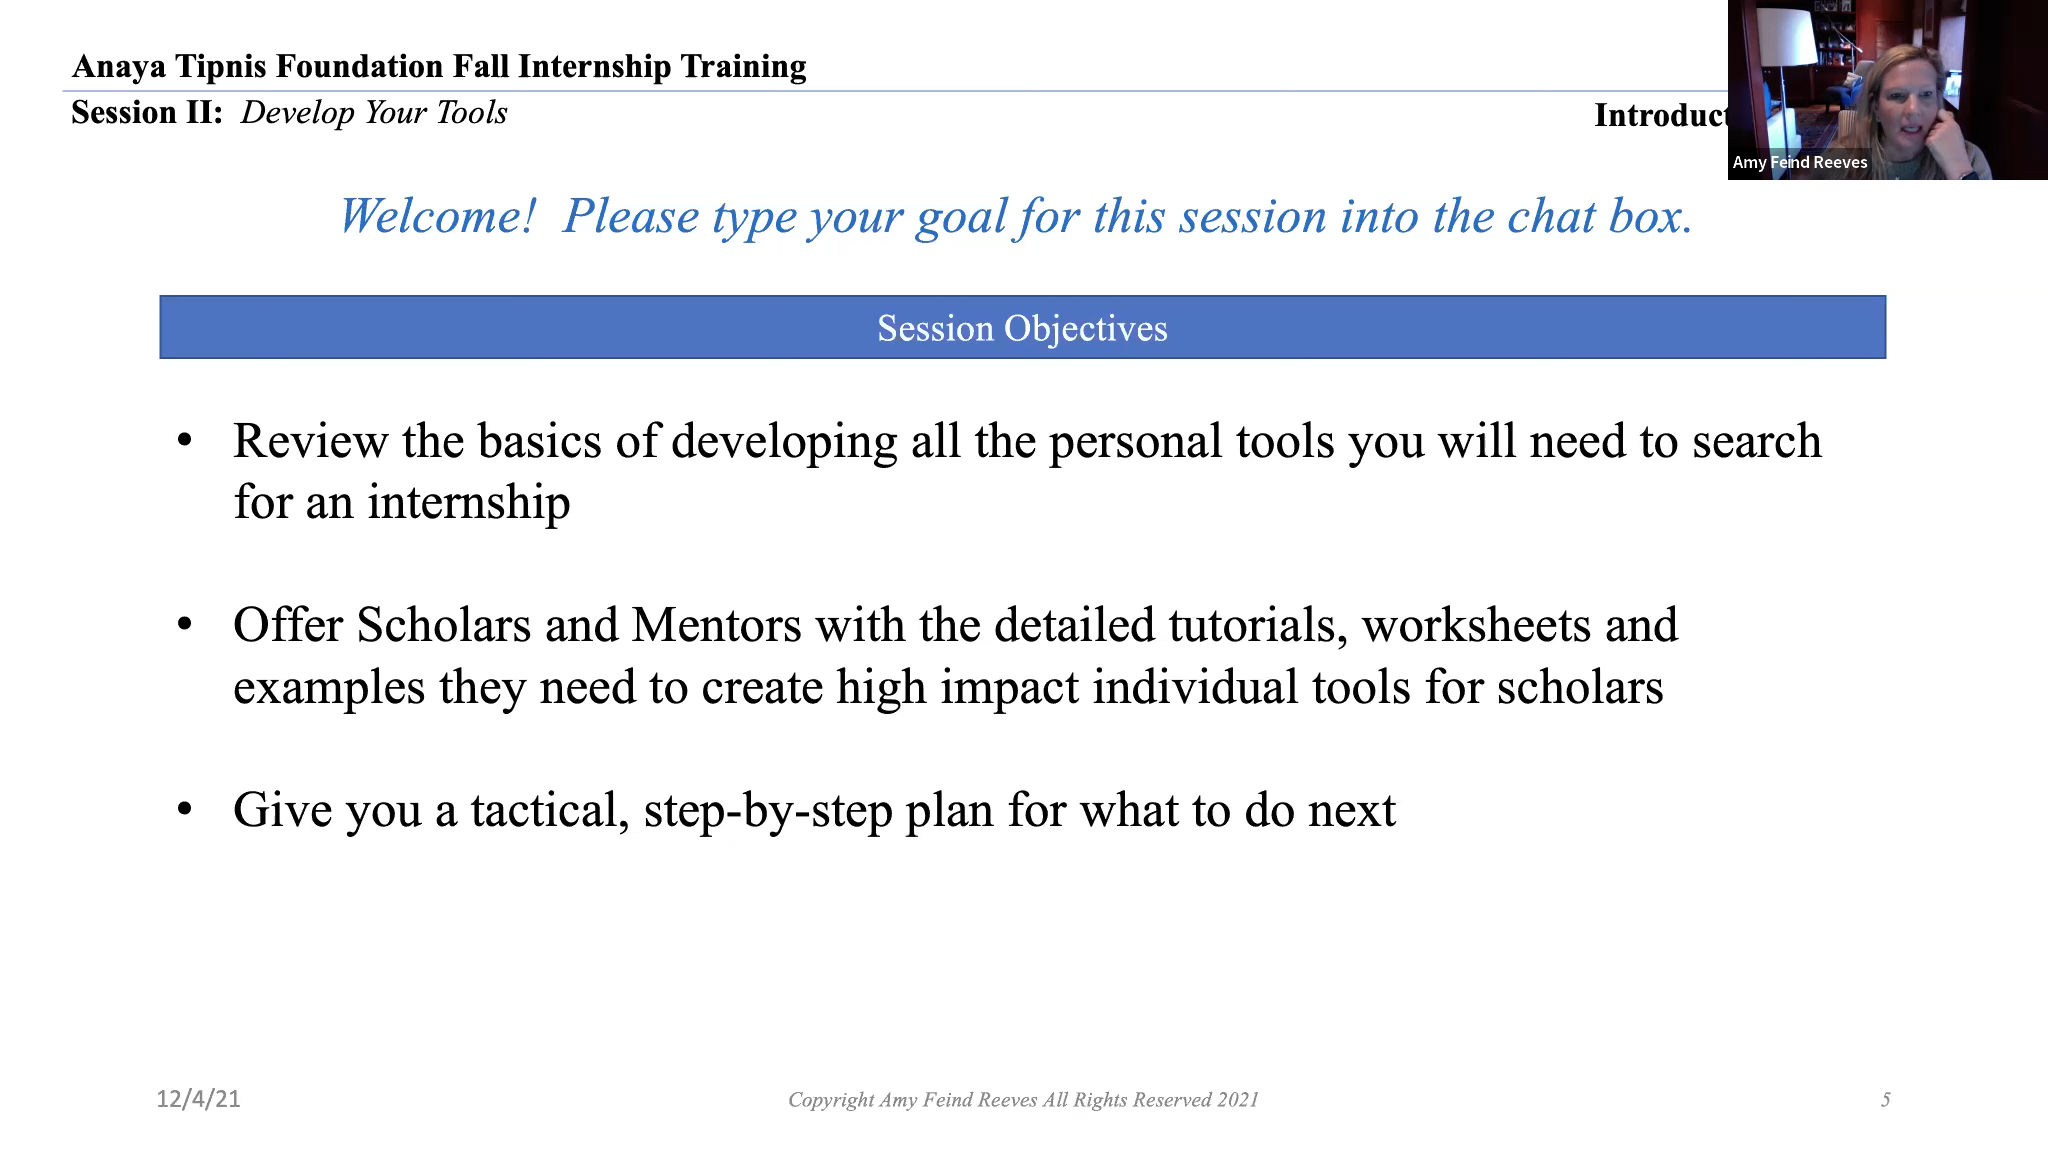 Anaya Tipnis Foundation Fall Internship Training
Session II: Develop Your Tools
Amy Feind Reeves
Welcome! Please type your goal for this session into the chat box.
Session Objectives
• Review the basics of developing all the personal tools you will need to search
for an internship
• Offer Scholars and Mentors with the detailed tutorials, worksheets and
examples they need to create high impact individual tools for scholars
• Give you a tactical, step-by-step plan for what to do next
12/4/21
Copyright Amy Feind Reeves All Rights Reserved 2021
5